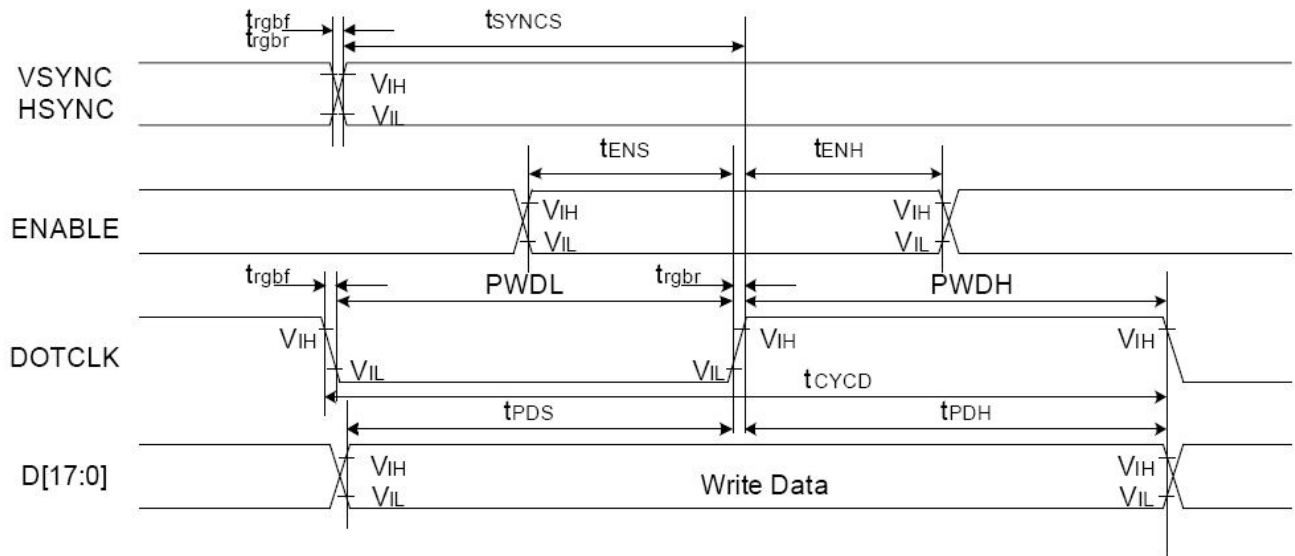 trgbf
trgbr
tSYNCS
VSYNC
HSYNC
VIH
VIL
tENS
tENH
ENABLE
VIH
VIL
VIH
VIL
trgbf
PWDL
trgbr
PWDH
DOTCLK
VIH
VIL
VIL
VIH
VIH
tCYCD
tPDS
tPDH
D[17:0]
VIH
VIL
Write Data
VIH
VIL